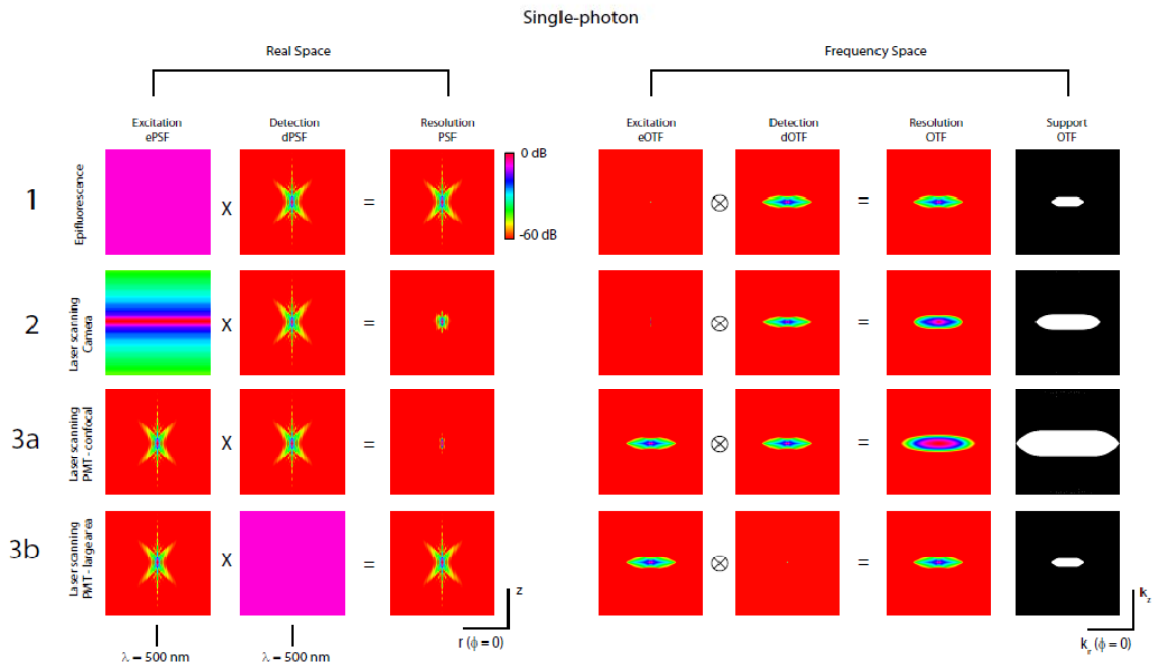 Single-photon
Real Space
Frequency Space
Excitation
ePSF
Detection
dPSF
Resolution
PSF
Excitation
eOTF
Detection
dOTF
Resolution
OTF
Support
OTF
1
Epifluorescence
X
=
0 dB
-60 dB
⊗
=
2
Laser scanning
Camera
X
=
⊗
=
3a
Laser scanning
PMT - confocal
X
=
⊗
=
3b
Laser scanning
PMT - large area
X
=
⊗
=
z
r (ϕ = 0)
k_z
k_r (ϕ = 0)
λ = 500 nm
λ = 500 nm